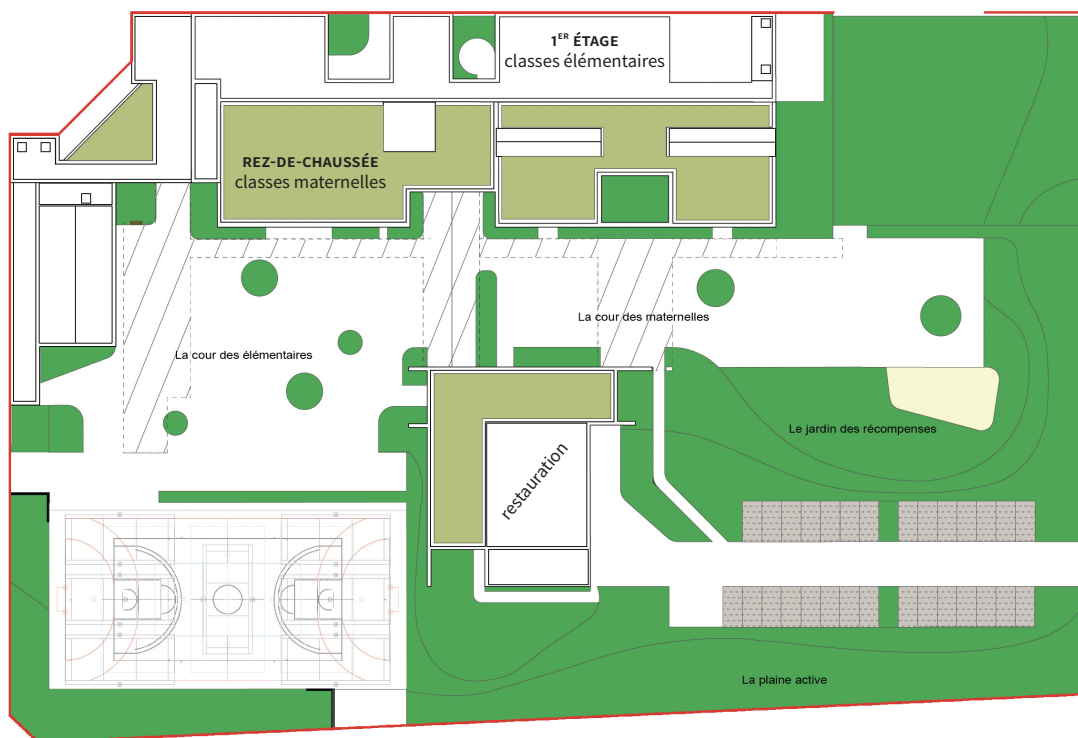 1ER ÉTAGE
classes élémentaires
REZ-DE-CHAUSSÉE
classes maternelles
La cour des maternelles
La cour des élémentaires
Le jardin des récompenses
restauration
La plaine active